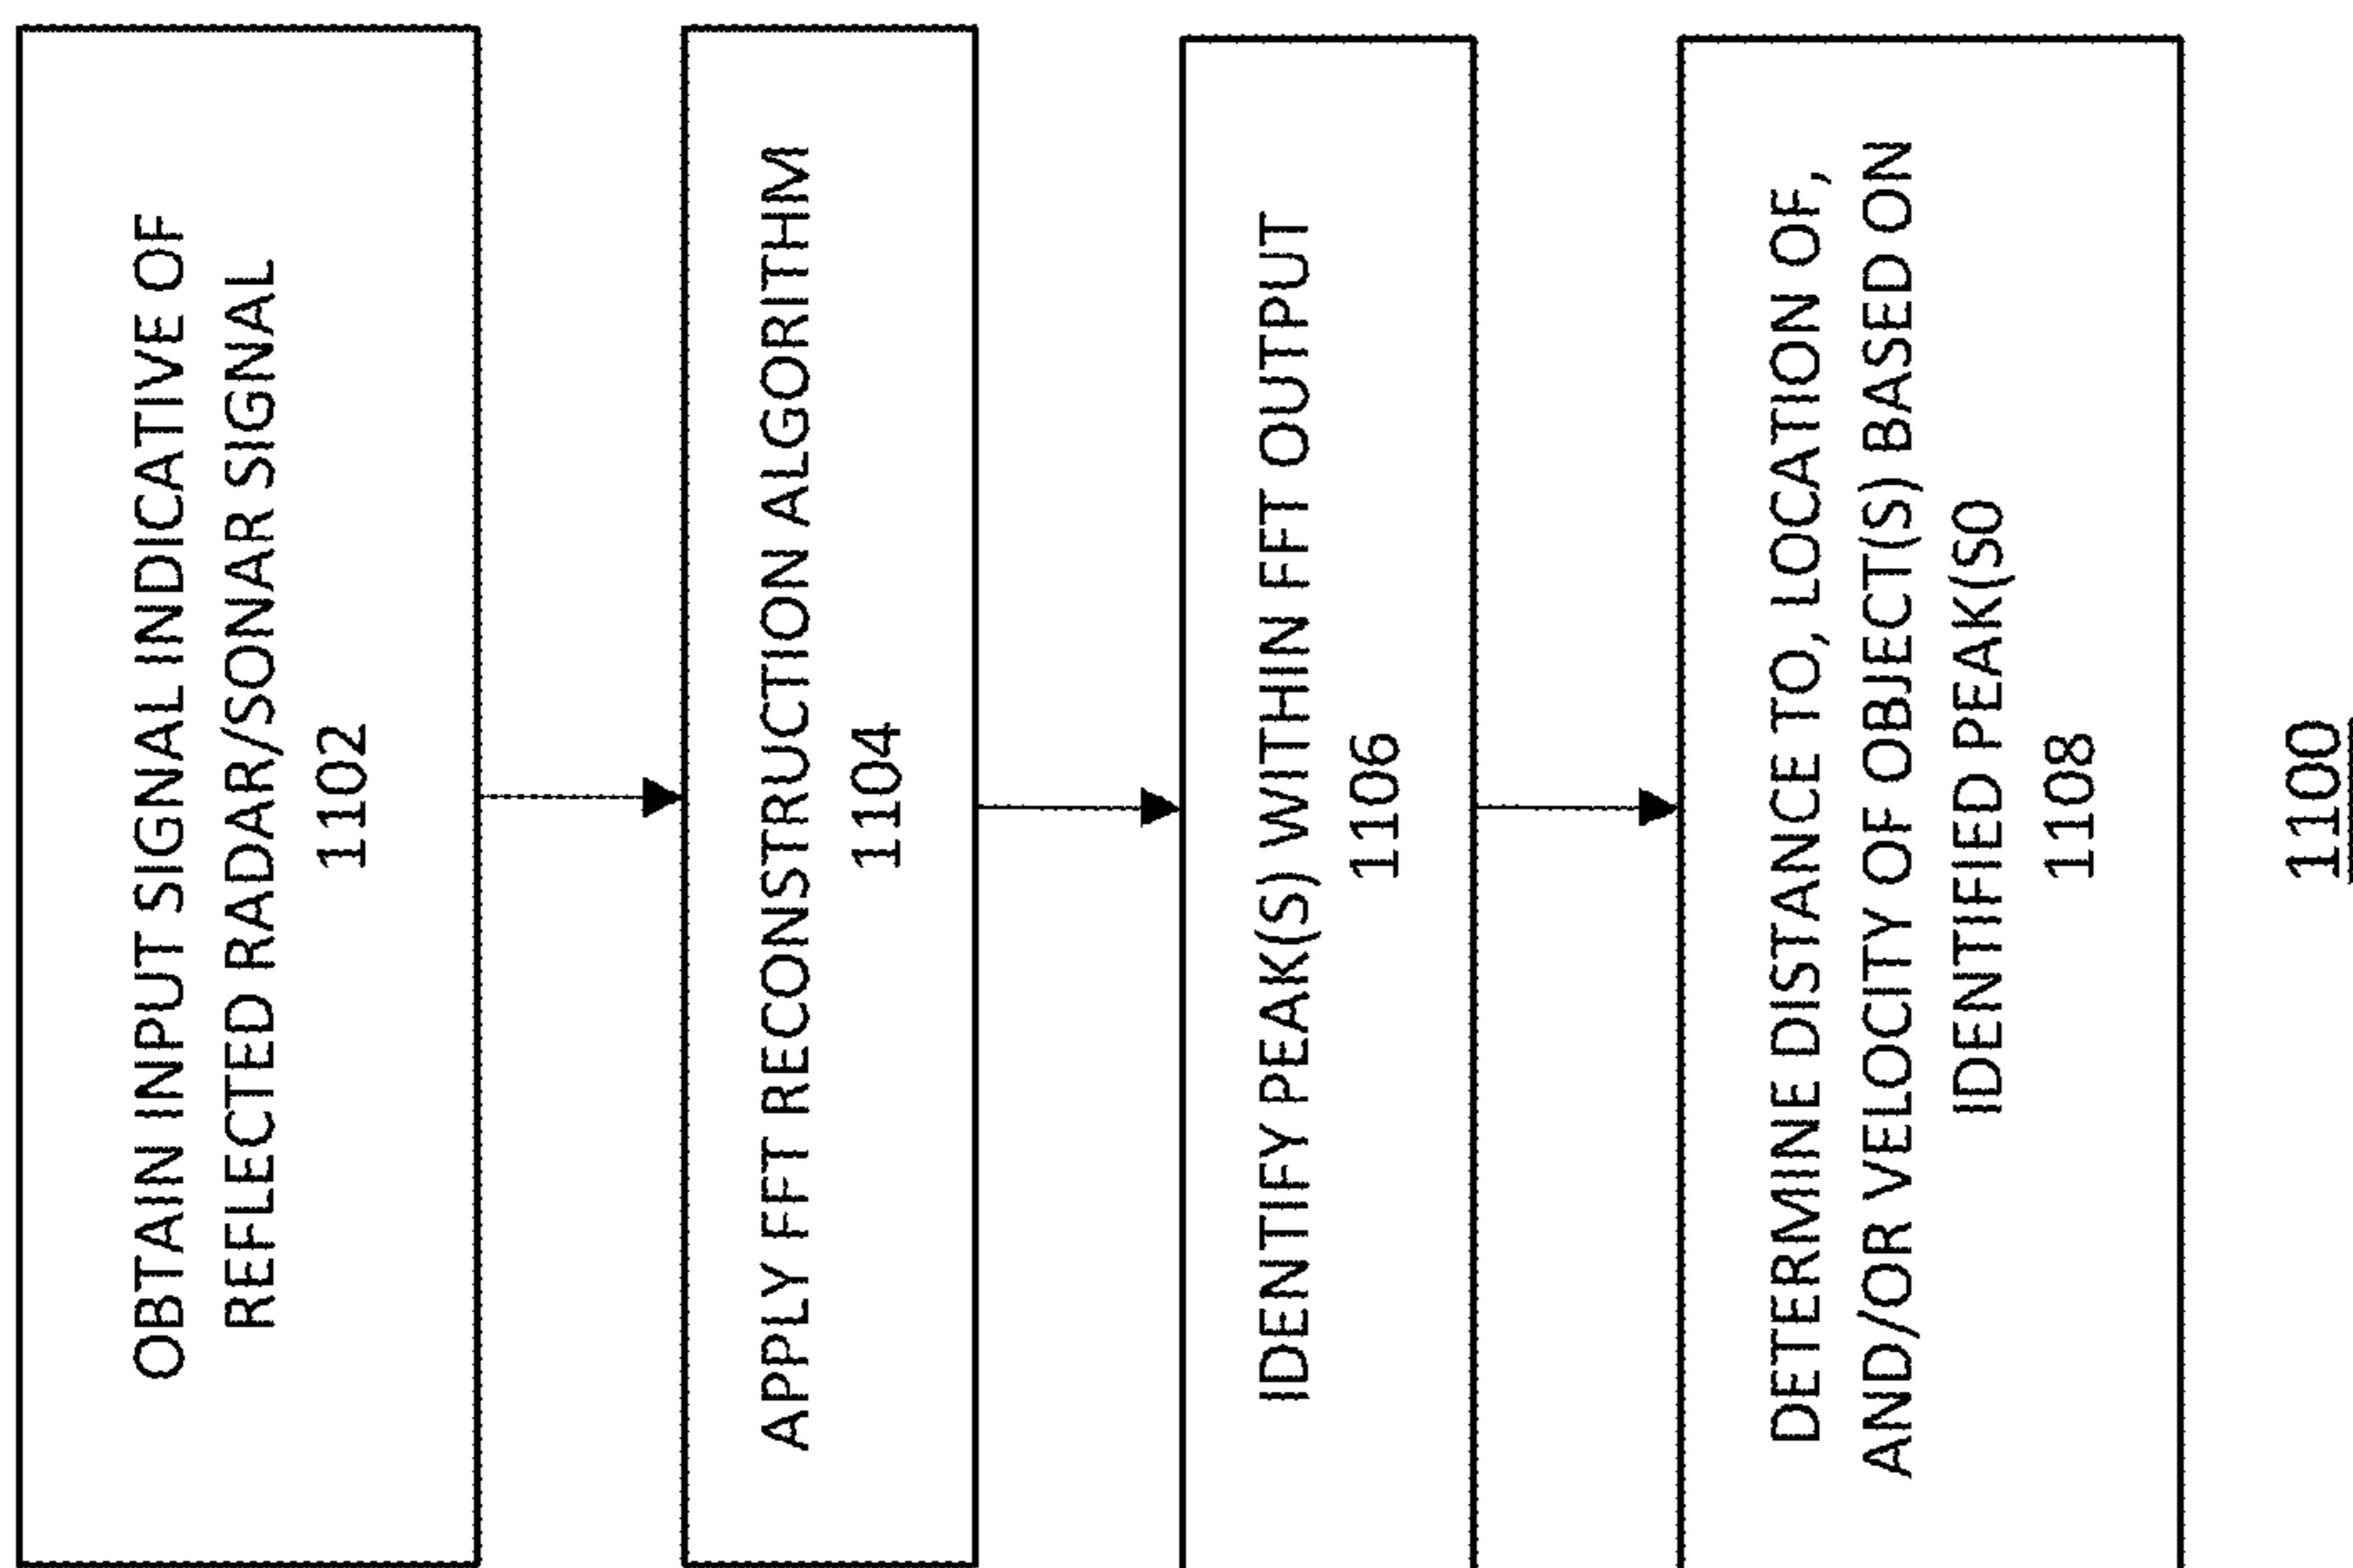 OBTAIN INPUT SIGNAL INDICATIVE OF
REFLECTED RADAR/SONAR SIGNAL
1102
APPLY FFT RECONSTRUCTION ALGORITHM
1104
IDENTIFY PEAK(S) WITHIN FFT OUTPUT
1106
DETERMINE DISTANCE TO, LOCATION OF,
AND/OR VELOCITY OF OBJECT(S) BASED ON
IDENTIFIED PEAK(S0
1108
1100